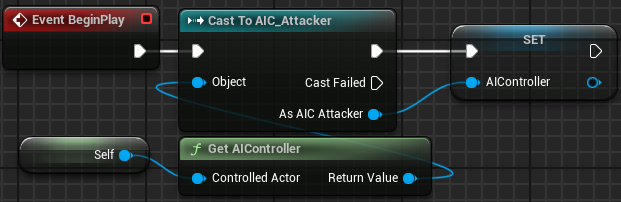 Event BeginPlay
Cast To AIC_Attacker
SET
Object
Cast Failed
AIController
As AIC Attacker
Self
f Get AIController
Controlled Actor
Return Value